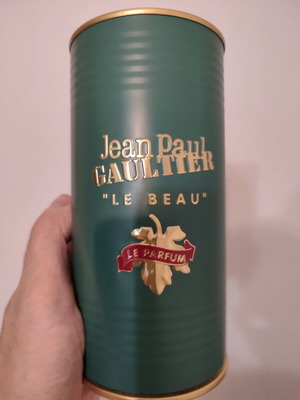 Jean Paul
GAULTIER
"LE BEAU"
LE PARFUM